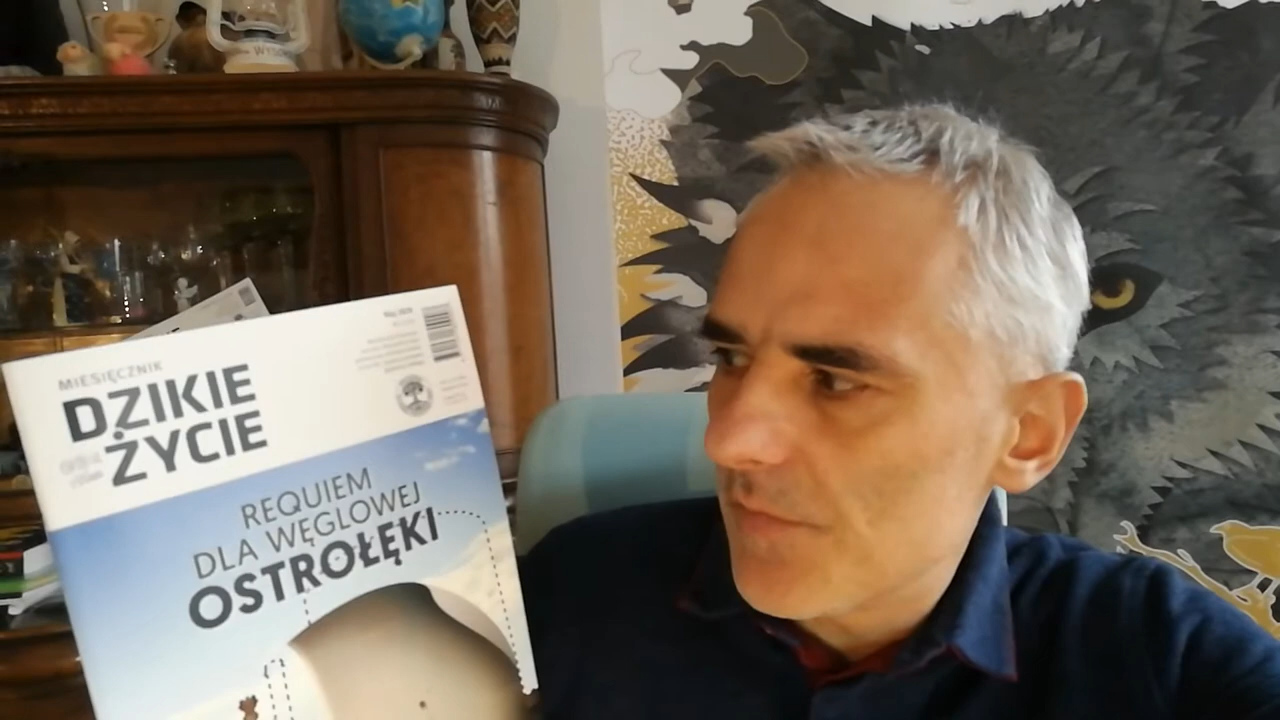 MIESIĘCZNIK
DZIKIE
ŻYCIE
REQUIEM
DLA WĘGLOWEJ
OSTROŁĘKI